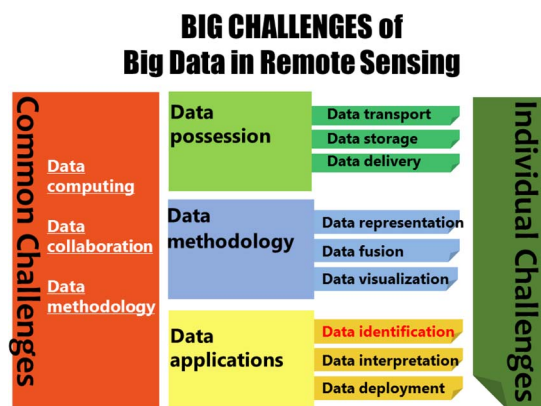 BIG CHALLENGES of
Big Data in Remote Sensing
Common Challenges
Data
computing
Data
collaboration
Data
methodology
Data
possession
Data transport
Data storage
Data delivery
Data
methodology
Data representation
Data fusion
Data visualization
Data
applications
Data identification
Data interpretation
Data deployment
Individual Challenges